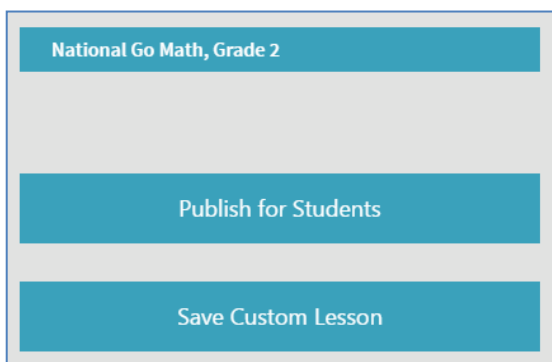 National Go Math, Grade 2
Publish for Students
Save Custom Lesson